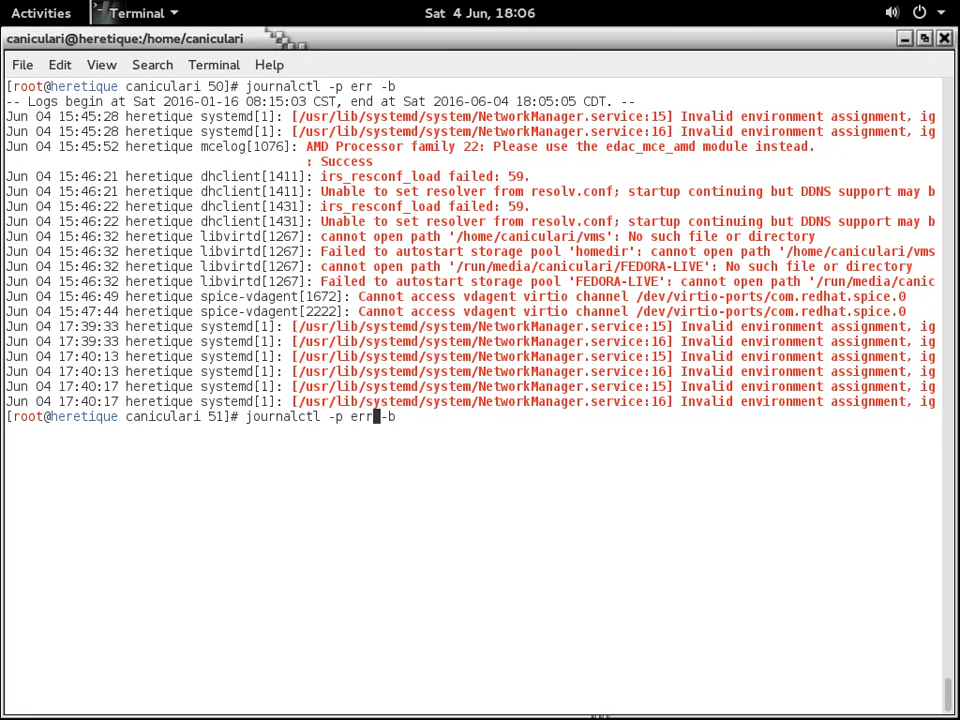 Activities Terminal Sat 4 Jun, 18:06
caniculari@heretique:/home/caniculari
File Edit View Search Terminal Help
[root@heretique caniculari 50]# journalctl -p err -b
-- Logs begin at Sat 2016-01-16 08:15:03 CST, end at Sat 2016-06-04 18:05:05 CDT. --
Jun 04 15:45:28 heretique systemd[1]: [/usr/lib/systemd/system/NetworkManager.service:15] Invalid environment assignment, ig
Jun 04 15:45:28 heretique systemd[1]: [/usr/lib/systemd/system/NetworkManager.service:16] Invalid environment assignment, ig
Jun 04 15:45:52 heretique mcelog[1076]: AMD Processor family 22: Please use the edac_mce_amd module instead.
: Success
Jun 04 15:46:21 heretique dhclient[1411]: irs_resconf_load failed: 59.
Jun 04 15:46:21 heretique dhclient[1411]: Unable to set resolver from resolv.conf; startup continuing but DDNS support may b
Jun 04 15:46:22 heretique dhclient[1431]: irs_resconf_load failed: 59.
Jun 04 15:46:22 heretique dhclient[1431]: Unable to set resolver from resolv.conf; startup continuing but DDNS support may b
Jun 04 15:46:32 heretique libvirtd[1267]: cannot open path '/home/caniculari/vms': No such file or directory
Jun 04 15:46:32 heretique libvirtd[1267]: Failed to autostart storage pool 'homedir': cannot open path '/home/caniculari/vms
Jun 04 15:46:32 heretique libvirtd[1267]: cannot open path '/run/media/caniculari/FEDORA-LIVE': No such file or directory
Jun 04 15:46:32 heretique libvirtd[1267]: Failed to autostart storage pool 'FEDORA-LIVE': cannot open path '/run/media/canic
Jun 04 15:46:49 heretique spice-vdagent[1672]: Cannot access vdagent virtio channel /dev/virtio-ports/com.redhat.spice.0
Jun 04 15:47:44 heretique spice-vdagent[2222]: Cannot access vdagent virtio channel /dev/virtio-ports/com.redhat.spice.0
Jun 04 17:39:33 heretique systemd[1]: [/usr/lib/systemd/system/NetworkManager.service:15] Invalid environment assignment, ig
Jun 04 17:39:33 heretique systemd[1]: [/usr/lib/systemd/system/NetworkManager.service:16] Invalid environment assignment, ig
Jun 04 17:40:13 heretique systemd[1]: [/usr/lib/systemd/system/NetworkManager.service:15] Invalid environment assignment, ig
Jun 04 17:40:13 heretique systemd[1]: [/usr/lib/systemd/system/NetworkManager.service:16] Invalid environment assignment, ig
Jun 04 17:40:17 heretique systemd[1]: [/usr/lib/systemd/system/NetworkManager.service:15] Invalid environment assignment, ig
Jun 04 17:40:17 heretique systemd[1]: [/usr/lib/systemd/system/NetworkManager.service:16] Invalid environment assignment, ig
[root@heretique caniculari 51]# journalctl -p err -b